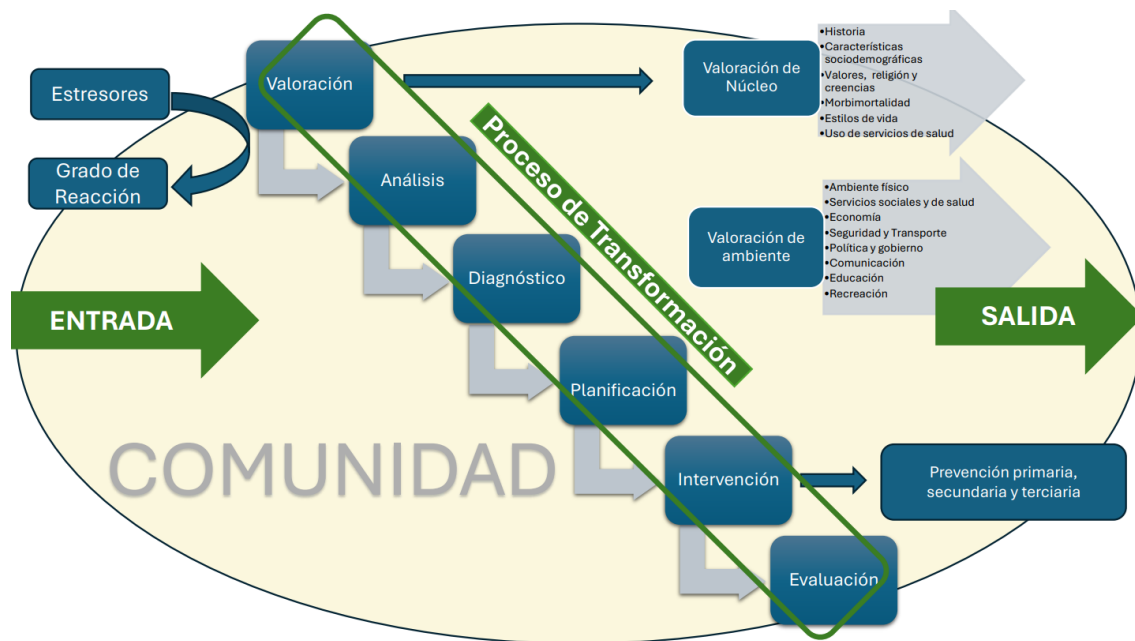 Estresores
Grado de
Reacción
ENTRADA
COMUNIDAD
Valoración
Análisis
Diagnóstico
Planificación
Intervención
Evaluación
Proceso de Transformación
Valoración de
Núcleo
•Historia
•Características
sociodemográficas
•Valores, religión y
creencias
•Morbimortalidad
•Estilos de vida
•Uso de servicios de salud
Valoración de
ambiente
•Ambiente físico
•Servicios sociales y de salud
•Economía
•Seguridad y Transporte
•Política y gobierno
•Comunicación
•Educación
•Recreación
SALIDA
Prevención primaria,
secundaria y terciaria